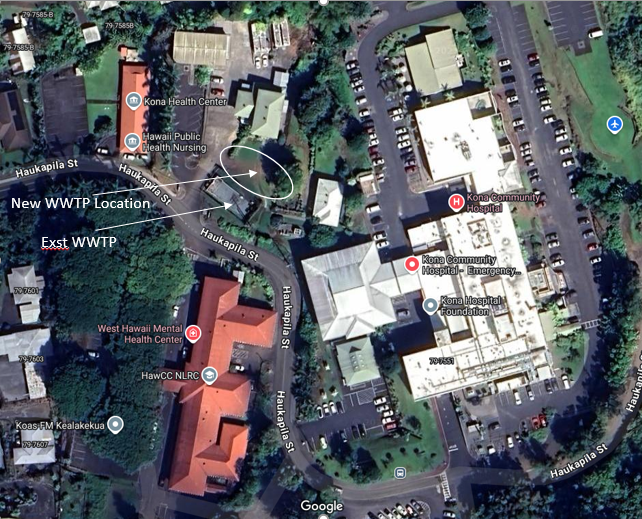 79-7585-B
79-7585B
79-7585-B
Kona Health Center
Hawaii Public
Health Nursing
Haukapila St
Haukapila St
New WWTP Location
Exst WWTP
Haukapila St
Kona Community
Hospital
Kona Community
Hospital - Emergency...
Kona Hospital
Foundation
79-7601
Haukapila St
West Hawaii Mental
Health Center
HawCC NLRC
79-7551
79-7603
Haukapila St
Koas FM Kealakekua
79-7607
Haukapila St
Google